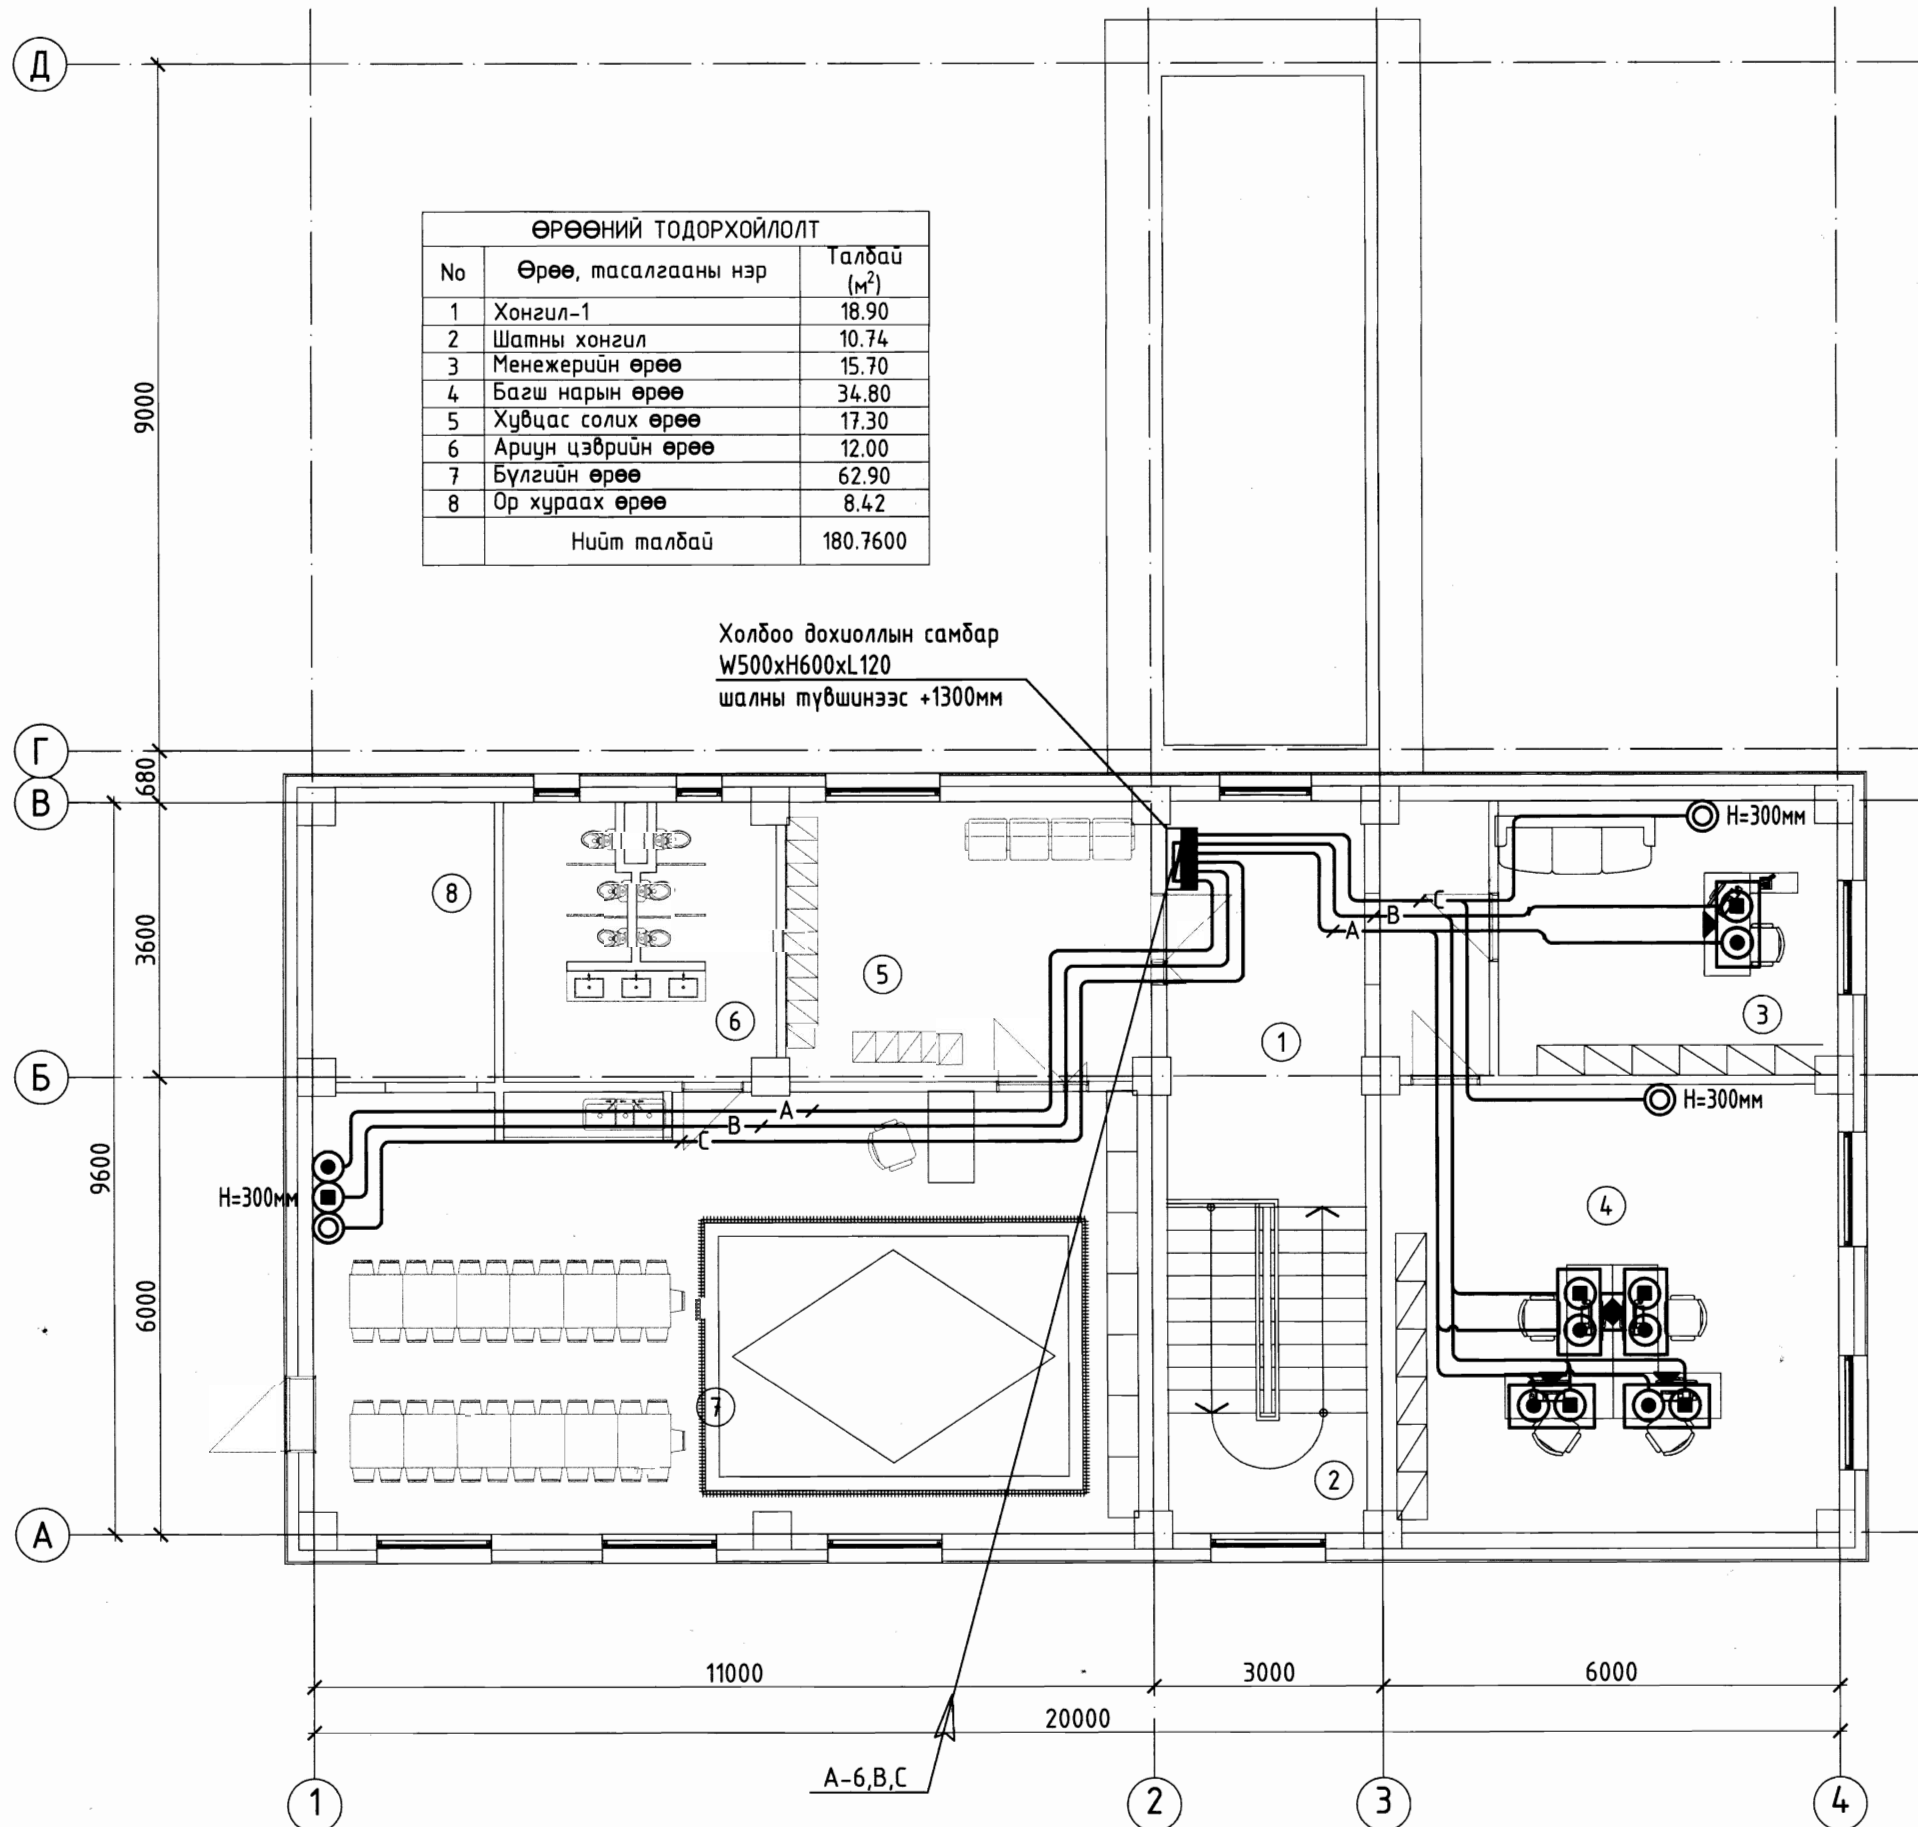 Д
ӨРӨӨНИЙ ТОДОРХОЙЛОЛТ
No Өрөө, тасалгааны нэр Талбай (м²)
1 Хонгил-1 18.90
2 Шатны хонгил 10.74
3 Менежерийн өрөө 15.70
4 Багш нарын өрөө 34.80
5 Хувцас солих өрөө 17.30
6 Ариун цэврийн өрөө 12.00
7 Бүлгийн өрөө 62.90
8 Ор хураах өрөө 8.42
Нийт талбай 180.7600
9000
Холбоо дохиоллын самбар
W500xH600xL120
шалны түвшинээс +1300мм
Г
680
В
H=300мм
8
C
B
A
3600
5
6
3
1
Б
H=300мм
A
B
C
9600
H=300мм
4
6000
7
2
А
11000
3000
6000
20000
A-6,B,C
1
2
3
4